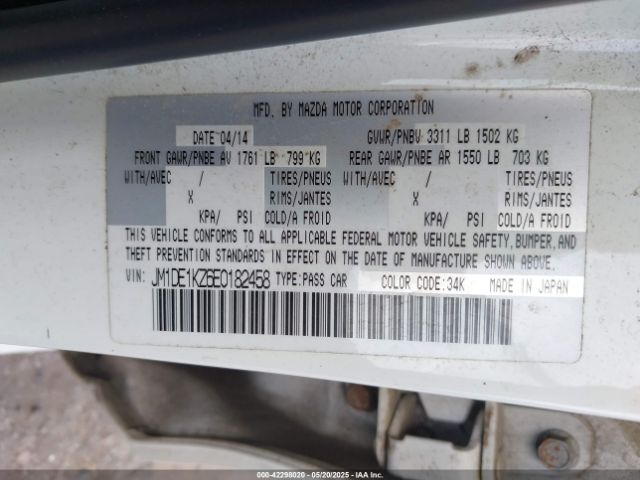 MFD. BY MAZDA MOTOR CORPORATION
DATE 04/14 GVWR/PNBV 3311 LB 1502 KG
FRONT GAWR/PNBE AV 1761 LB 799 KG REAR GAWR/PNBE AR 1550 LB 703 KG
WITH/AVEC / TIRES/PNEUS WITH/AVEC / TIRES/PNEUS
X RIMS/JANTES X RIMS/JANTES
KPA/ PSI COLD/A FROID KPA/ PSI COLD/A FROID
THIS VEHICLE CONFORMS TO ALL APPLICABLE FEDERAL MOTOR VEHICLE SAFETY, BUMPER, AND
THEFT PREVENTION STANDARDS IN EFFECT ON THE DATE OF MANUFACTURE SHOWN ABOVE.
VIN: JM1DE1KZ6E0182458 TYPE: PASS CAR COLOR CODE: 34K MADE IN JAPAN
000-42298020 - 05/20/2025 - IAAI.COM